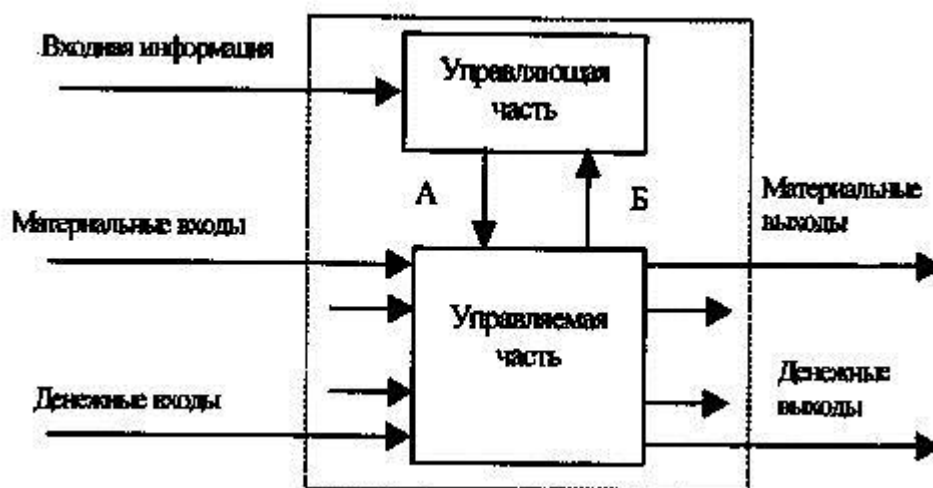 Входная информация
Управляющая
часть
А
Б
Материальные
выходы
Материальные входы
Управляемая
часть
Денежные
выходы
Денежные входы